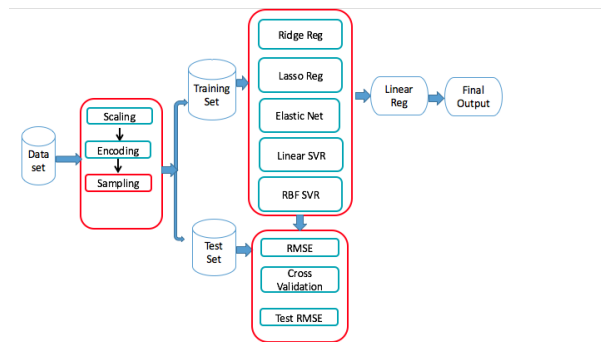 Data
set
Scaling
Encoding
Sampling
Training
Set
Test
Set
Ridge Reg
Lasso Reg
Elastic Net
Linear SVR
RBF SVR
RMSE
Cross
Validation
Test RMSE
Linear
Reg
Final
Output